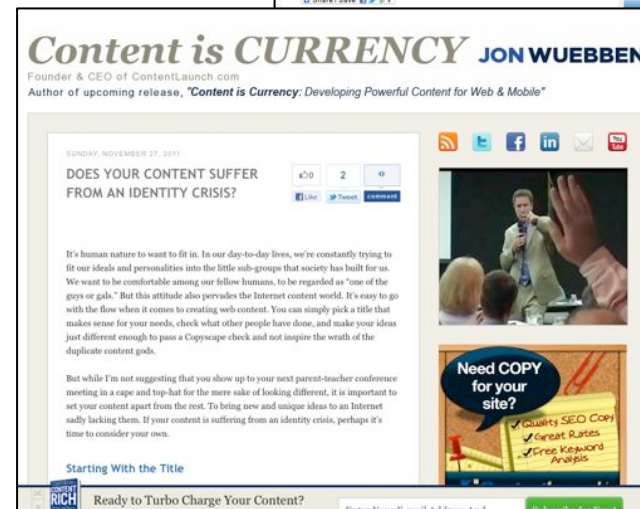 Share / Save
Content is CURRENCY JON WUEBBEN
Founder & CEO of ContentLaunch.com
Author of upcoming release, "Content is Currency: Developing Powerful Content for Web & Mobile"
SUNDAY, NOVEMBER 27, 2011
DOES YOUR CONTENT SUFFER
FROM AN IDENTITY CRISIS?
0 2 0
Like Tweet comment
You
Tube
It's human nature to want to fit in. In our day-to-day lives, we're constantly trying to
fit our ideals and personalities into the little sub-groups that society has built for us.
We want to be comfortable among our fellow humans, to be regarded as "one of the
guys or gals." But this attitude also pervades the Internet content world. It's easy to go
with the flow when it comes to creating web content. You can simply pick a title that
makes sense for your needs, check what other people have done, and make your ideas
just different enough to pass a Copyscape check and not inspire the wrath of the
duplicate content gods.
But while I'm not suggesting that you show up to your next parent-teacher conference
meeting in a cape and top-hat for the mere sake of looking different, it is important to
set your content apart from the rest. To bring new and unique ideas to an Internet
sadly lacking them. If your content is suffering from an identity crisis, perhaps it's
time to consider your own.
Starting With the Title
Need COPY
for your
site?
Quality SEO Copy
Great Rates
Free Keyword
Analysis
CONTENT
RICH
Ready to Turbo Charge Your Content?